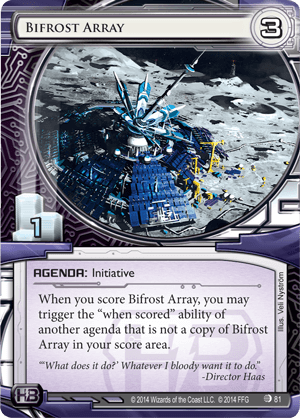 BIFROST ARRAY
3
1
AGENDA: Initiative
When you score Bifrost Array, you may
trigger the “when scored” ability of
another agenda that is not a copy of Bifrost
Array in your score area.
“‘What does it do?’ Whatever I bloody want it to do.”
-Director Haas
Illus. Veli Nyström
HB
© 2014 Wizards of the Coast LLC. © 2014 FFG
81